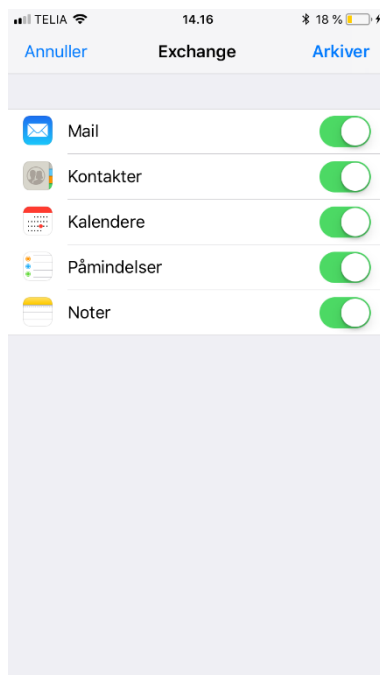 TELIA 14.16 18 %
Annuller Exchange Arkiver
Mail
Kontakter
Kalendere
Påmindelser
Noter